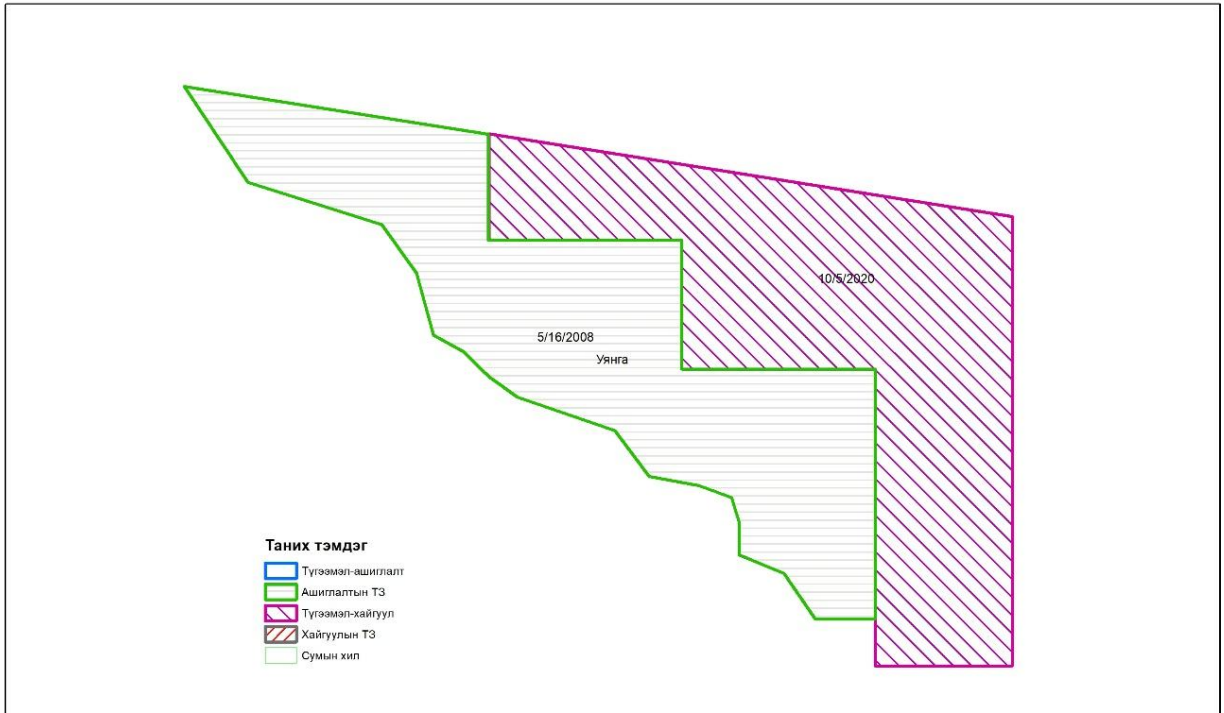 10/5/2020
5/16/2008
Уянга
Таних тэмдэг
Түгээмэл-ашиглалт
Ашиглалтын ТЗ
Түгээмэл-хайгуул
Хайгуулын ТЗ
Сумын хил